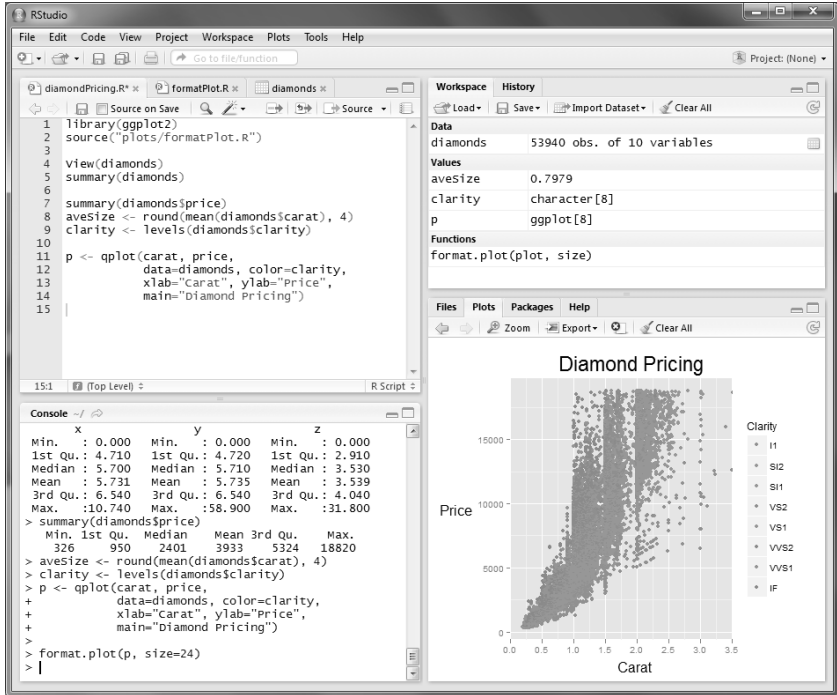 RStudio
File Edit Code View Project Workspace Plots Tools Help
Go to file/function
Project: (None)
diamondPricing.R*
formatPlot.R
diamonds
Source on Save
Source
1 library(ggplot2)
2 source("plots/formatPlot.R")
3
4 View(diamonds)
5 summary(diamonds)
6
7 summary(diamonds$price)
8 aveSize <- round(mean(diamonds$carat), 4)
9 clarity <- levels(diamonds$clarity)
10
11 p <- qplot(carat, price,
12 data=diamonds, color=clarity,
13 xlab="Carat", ylab="Price",
14 main="Diamond Pricing")
15
15:1 (Top Level) R Script
Console ~/
x y z
Min. : 0.000 Min. : 0.000 Min. : 0.000
1st Qu.: 4.710 1st Qu.: 4.720 1st Qu.: 2.910
Median : 5.700 Median : 5.710 Median : 3.530
Mean : 5.731 Mean : 5.735 Mean : 3.539
3rd Qu.: 6.540 3rd Qu.: 6.540 3rd Qu.: 4.040
Max. :10.740 Max. :58.900 Max. :31.800
> summary(diamonds$price)
Min. 1st Qu. Median Mean 3rd Qu. Max.
326 950 2401 3933 5324 18820
> aveSize <- round(mean(diamonds$carat), 4)
> clarity <- levels(diamonds$clarity)
> p <- qplot(carat, price,
+ data=diamonds, color=clarity,
+ xlab="Carat", ylab="Price",
+ main="Diamond Pricing")
>
> format.plot(p, size=24)
>
Workspace History
Load Save Import Dataset Clear All
Data
diamonds 53940 obs. of 10 variables
Values
aveSize 0.7979
clarity character[8]
p ggplot[8]
Functions
format.plot(plot, size)
Files Plots Packages Help
Zoom Export Clear All
Diamond Pricing
Price
15000
10000
5000
0
0.0 0.5 1.0 1.5 2.0 2.5 3.0 3.5
Carat
Clarity
I1
SI2
SI1
VS2
VS1
VVS2
VVS1
IF